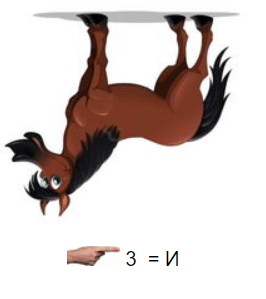 3 = И